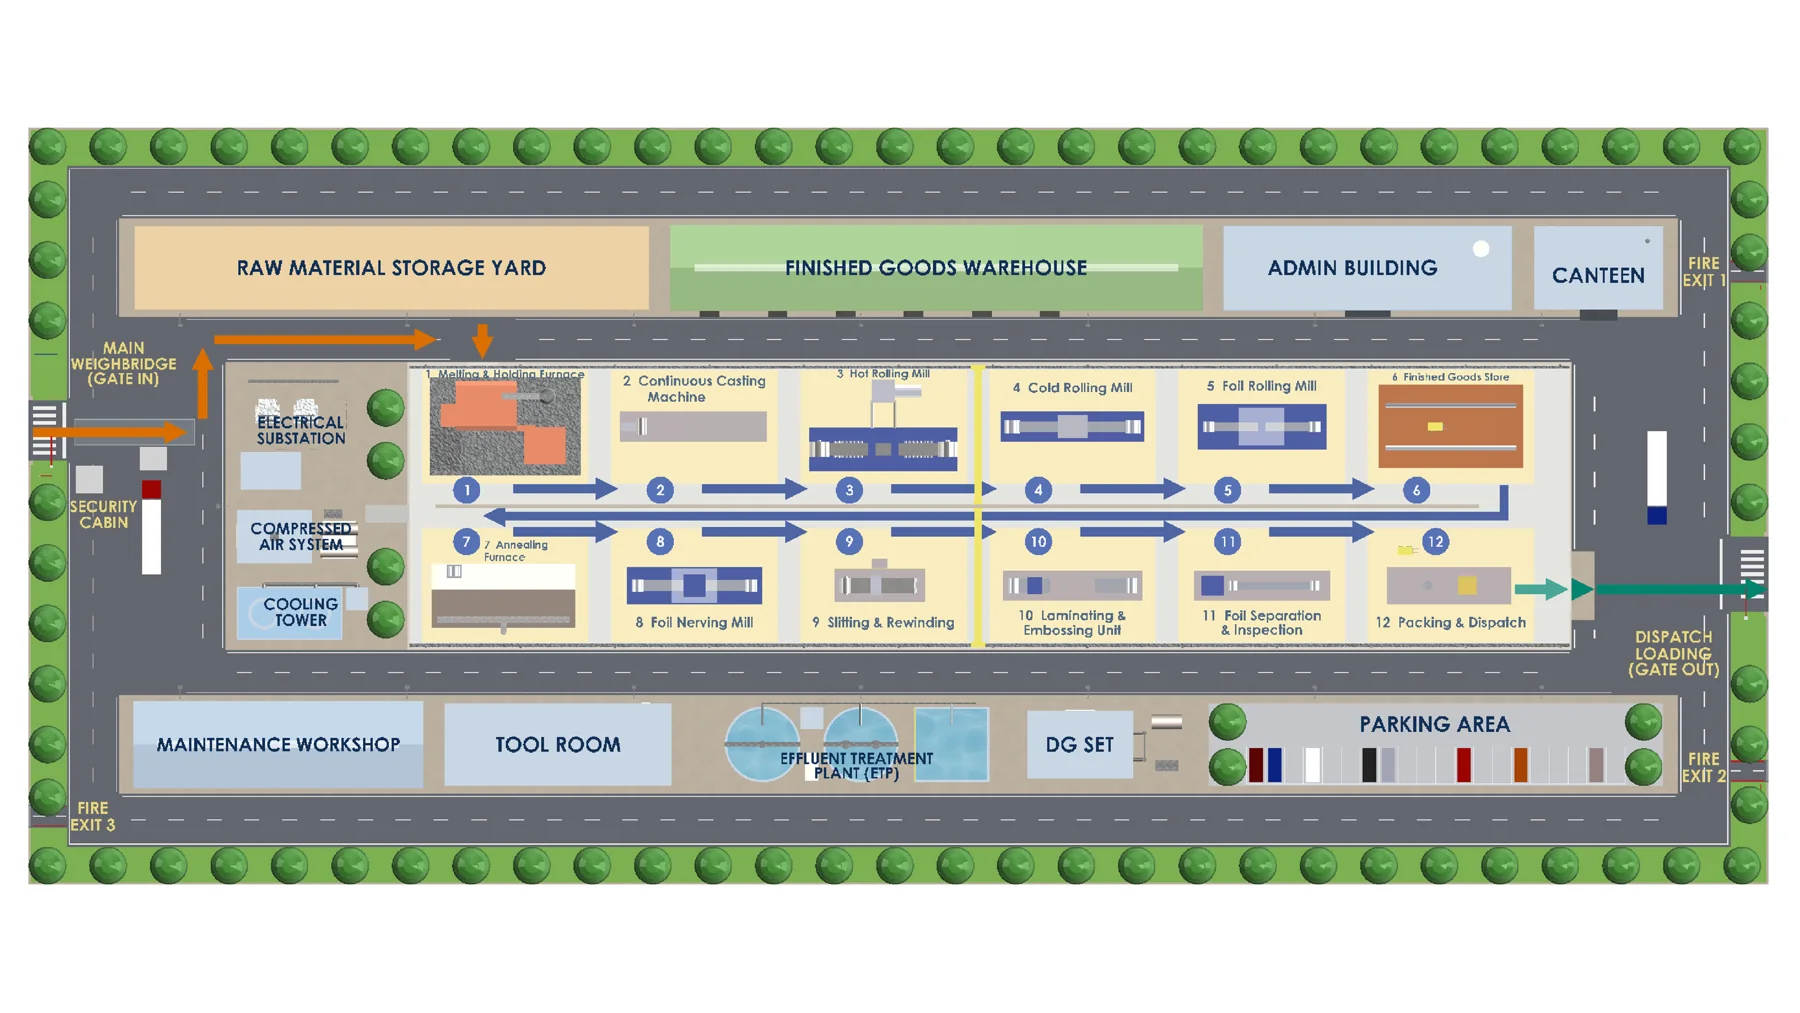 RAW MATERIAL STORAGE YARD
FINISHED GOODS WAREHOUSE
ADMIN BUILDING
CANTEEN
FIRE
EXIT 1
MAIN
WEIGHBRIDGE
(GATE IN)
SECURITY
CABIN
ELECTRICAL
SUBSTATION
COMPRESSED
AIR SYSTEM
COOLING
TOWER
1 Melting & Holding Furnace
2 Continuous Casting
Machine
3 Hot Rolling Mill
4 Cold Rolling Mill
5 Foil Rolling Mill
6 Finished Goods Store
1
2
3
4
5
6
7
8
9
10
11
12
7 Annealing
Furnace
8 Foil Nerving Mill
9 Slitting & Rewinding
10 Laminating &
Embossing Unit
11 Foil Separation
& Inspection
12 Packing & Dispatch
DISPATCH
LOADING
(GATE OUT)
MAINTENANCE WORKSHOP
TOOL ROOM
EFFLUENT TREATMENT
PLANT (ETP)
DG SET
PARKING AREA
FIRE
EXIT 2
FIRE
EXIT 3